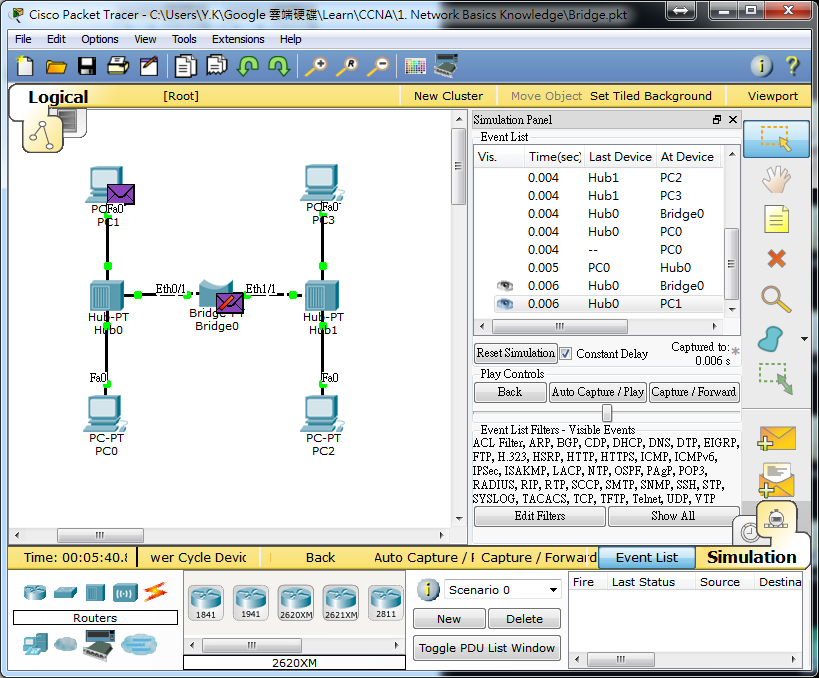 Cisco Packet Tracer - C:\Users\Y.K\Google 雲端硬碟\Learn\CCNA\1. Network Basics Knowledge\Bridge.pkt
File Edit Options View Tools Extensions Help
Logical [Root] New Cluster Move Object Set Tiled Background Viewport
Simulation Panel
Event List
Vis. Time(sec) Last Device At Device
0.004 Hub1 PC2
0.004 Hub1 PC3
0.004 Hub0 Bridge0
0.004 Hub0 PC0
0.004 -- PC0
0.005 PC0 Hub0
0.006 Hub0 Bridge0
0.006 Hub0 PC1
Reset Simulation Constant Delay Captured to: *
0.006 s
Play Controls
Back Auto Capture / Play Capture / Forward
Event List Filters - Visible Events
ACL Filter, ARP, BGP, CDP, DHCP, DNS, DTP, EIGRP,
FTP, H.323, HSRP, HTTP, HTTPS, ICMP, ICMPv6,
IPSec, ISAKMP, LACP, NTP, OSPF, PAgP, POP3,
RADIUS, RIP, RTP, SCCP, SMTP, SNMP, SSH, STP,
SYSLOG, TACACS, TCP, TFTP, Telnet, UDP, VTP
Edit Filters Show All
Fa0
PC1
Fa0
PC3
Eth0/1 Eth1/1
Hub-PT
Hub0
Bridge0
Hub-PT
Hub1
Fa0
PC-PT
PC0
Fa0
PC-PT
PC2
Time: 00:05:40.8 wer Cycle Devic Back Auto Capture / F Capture / Forward Event List Simulation
Routers
1841 1941 2620XM 2621XM 2811
2620XM
Scenario 0
New Delete
Toggle PDU List Window
Fire Last Status Source Destina